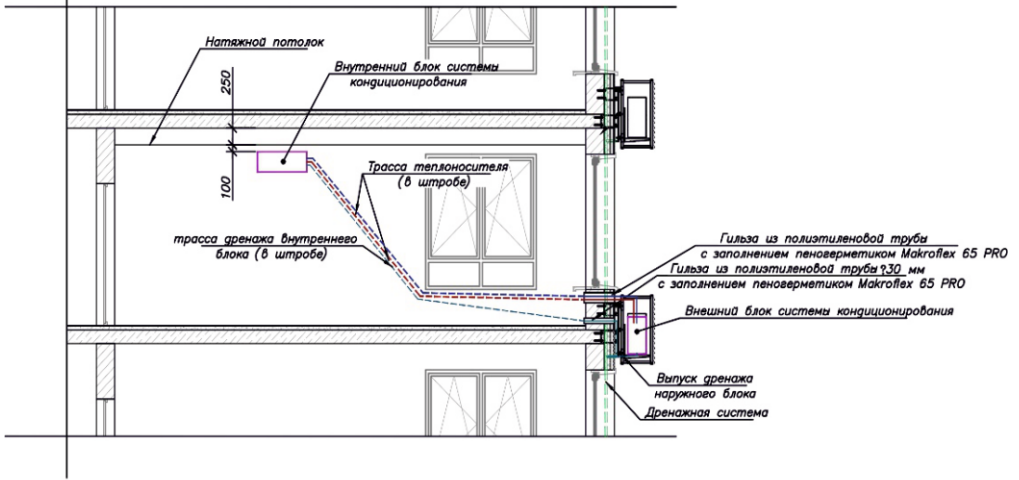 Натяжной потолок
Внутренний блок системы
кондиционирования
250
100
Трасса теплоносителя
(в штробе)
трасса дренажа внутреннего
блока (в штробе)
Гильза из полиэтиленовой трубы
с заполнением пеногерметиком Makroflex 65 PRO
Гильза из полиэтиленовой трубы ?30 мм
с заполнением пеногерметиком Makroflex 65 PRO
Внешний блок системы кондиционирования
Выпуск дренажа
наружного блока
Дренажная система